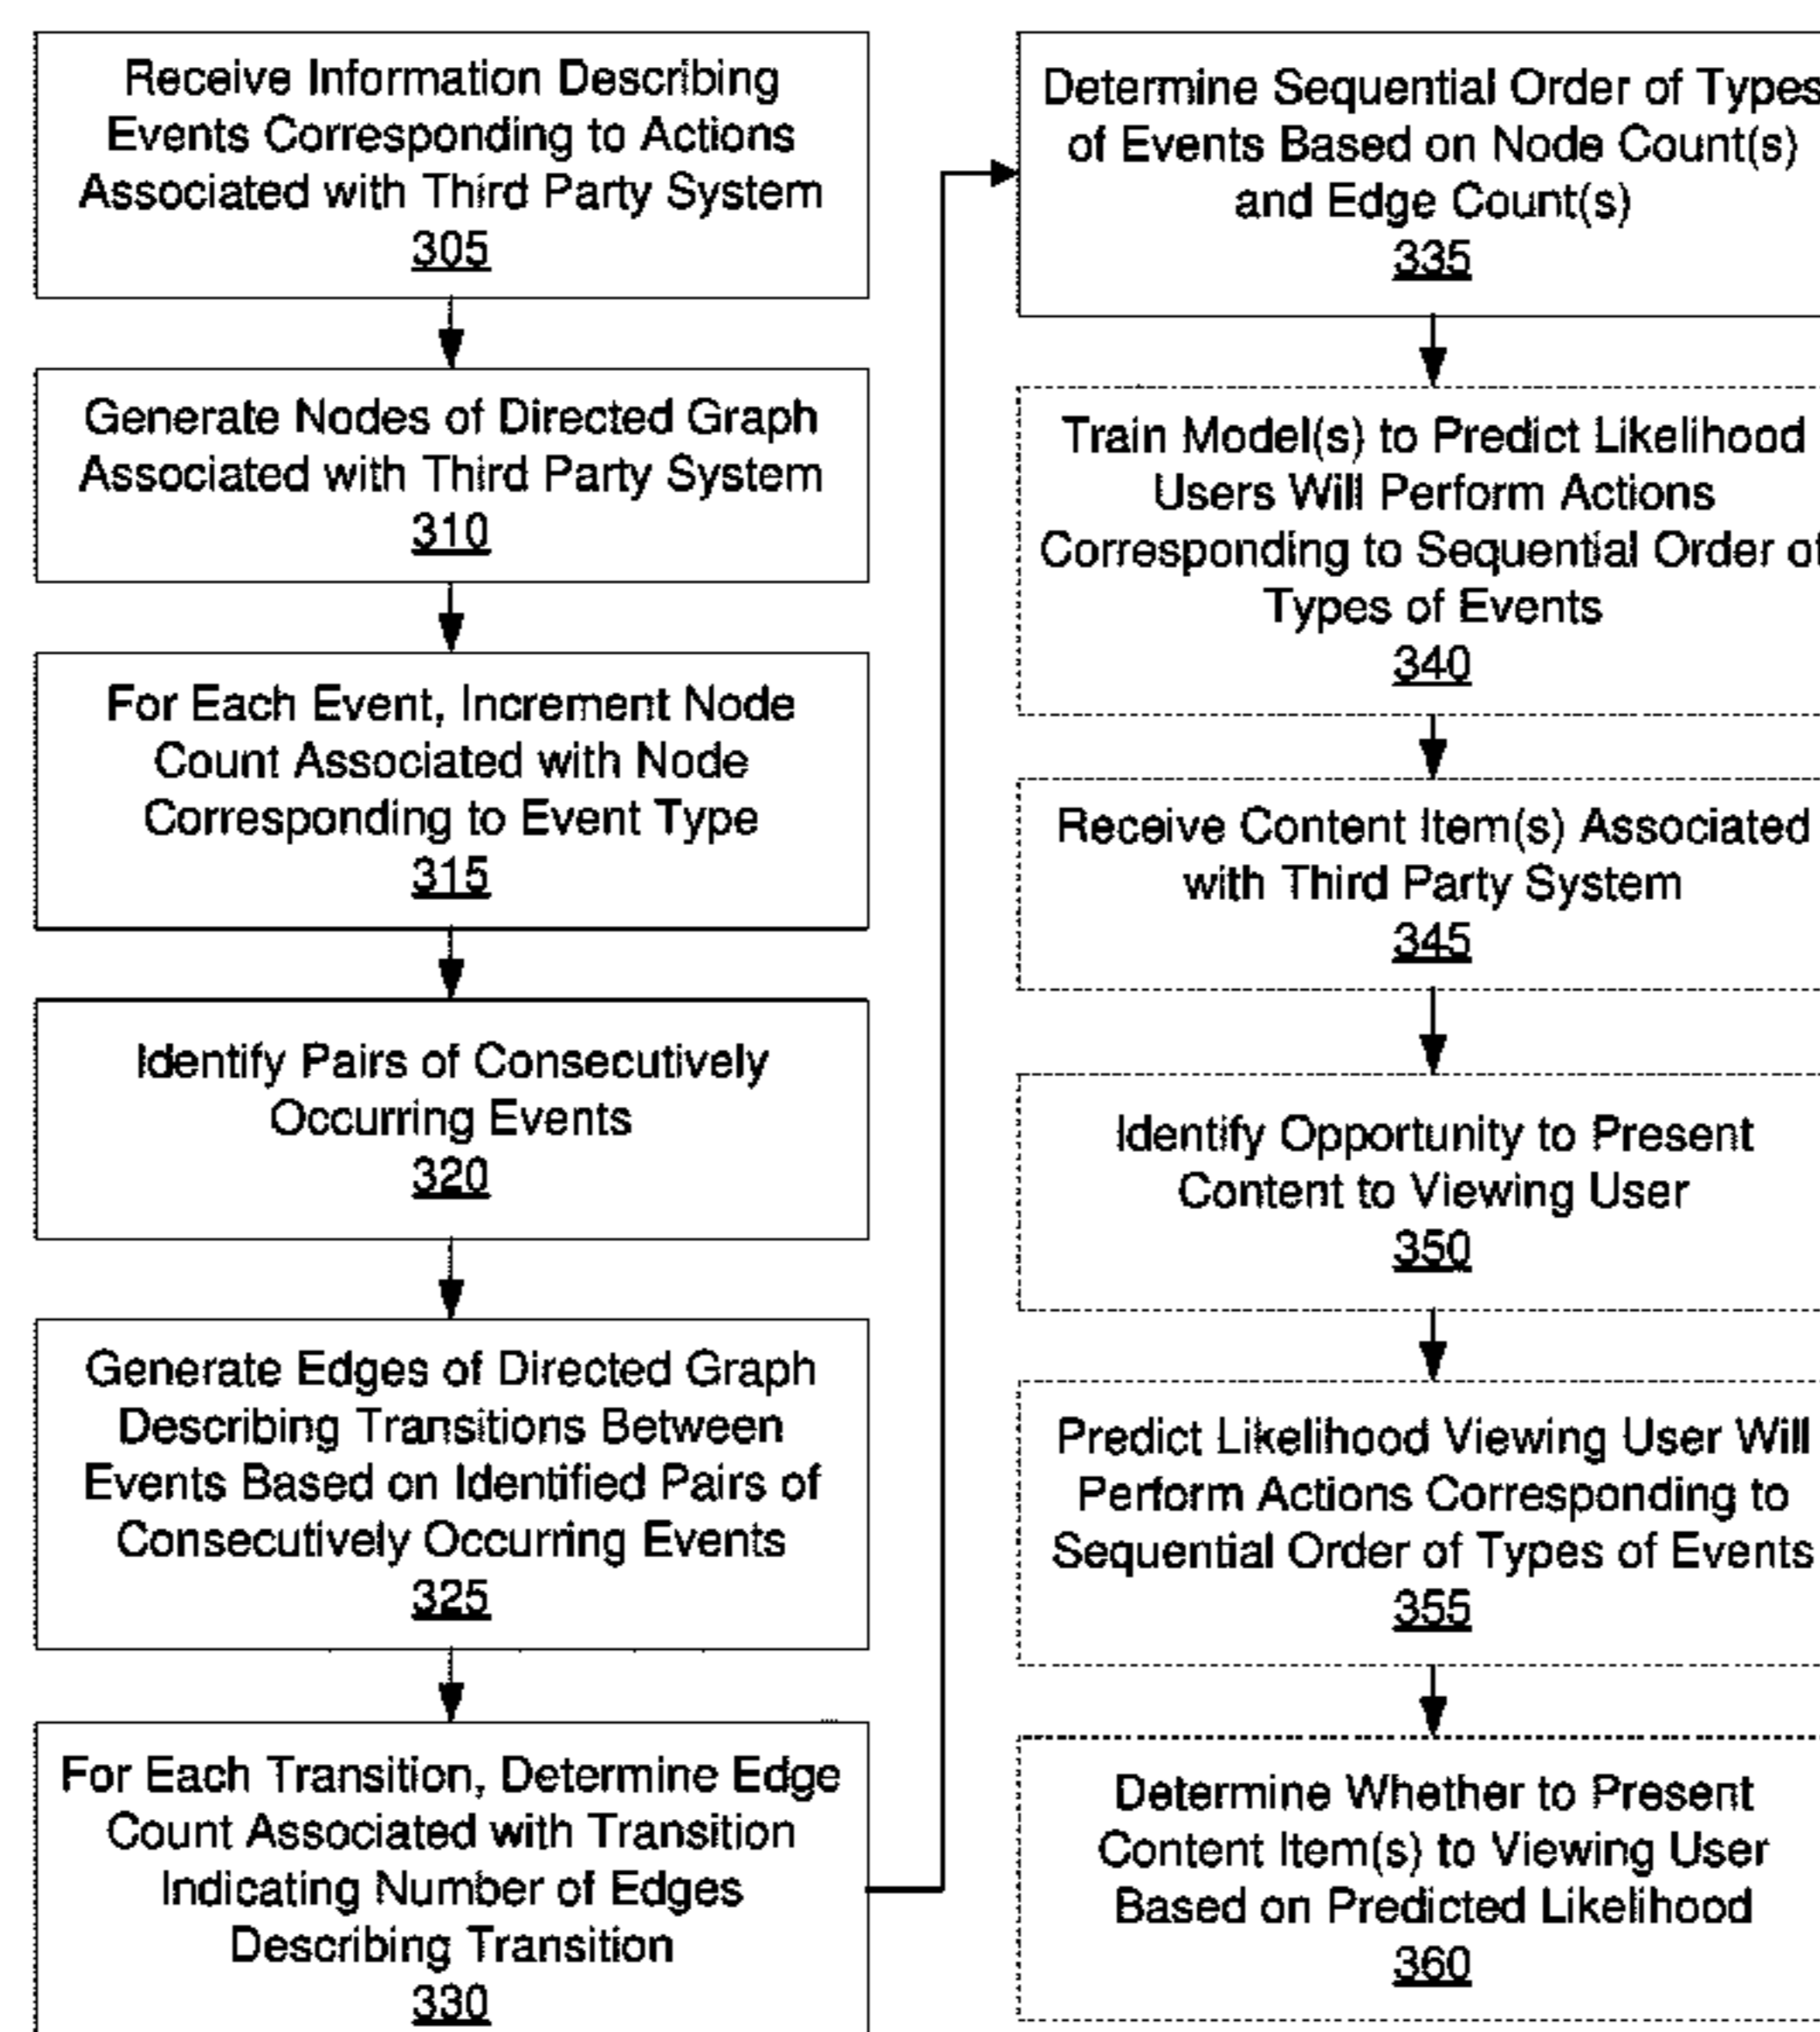 Receive Information Describing
Events Corresponding to Actions
Associated with Third Party System
305
Generate Nodes of Directed Graph
Associated with Third Party System
310
For Each Event, Increment Node
Count Associated with Node
Corresponding to Event Type
315
Identify Pairs of Consecutively
Occurring Events
320
Generate Edges of Directed Graph
Describing Transitions Between
Events Based on Identified Pairs of
Consecutively Occurring Events
325
For Each Transition, Determine Edge
Count Associated with Transition
Indicating Number of Edges
Describing Transition
330
Determine Sequential Order of Types
of Events Based on Node Count(s)
and Edge Count(s)
335
Train Model(s) to Predict Likelihood
Users Will Perform Actions
Corresponding to Sequential Order of
Types of Events
340
Receive Content Item(s) Associated
with Third Party System
345
Identify Opportunity to Present
Content to Viewing User
350
Predict Likelihood Viewing User Will
Perform Actions Corresponding to
Sequential Order of Types of Events
355
Determine Whether to Present
Content Item(s) to Viewing User
Based on Predicted Likelihood
360